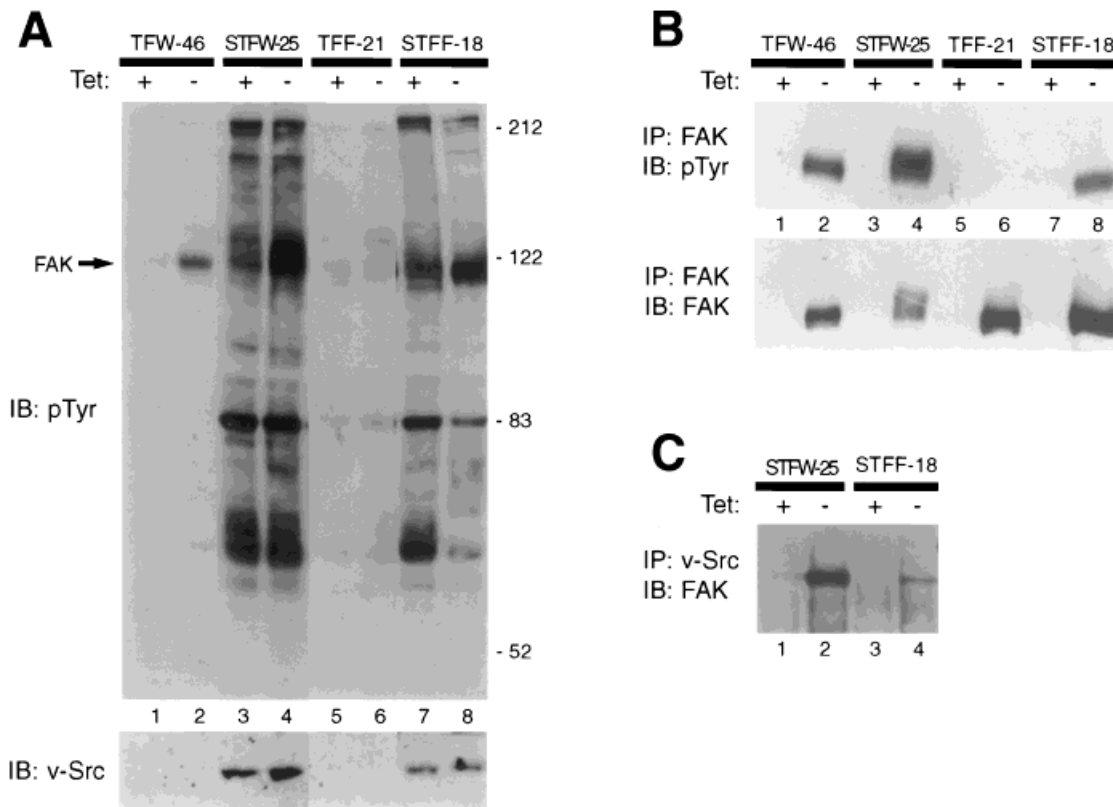 A
TFW-46 STFW-25 TFF-21 STFF-18
Tet: + - + - + - + -
- 212
FAK
- 122
IB: pTyr
- 83
- 52
1 2 3 4 5 6 7 8
IB: v-Src
B
TFW-46 STFW-25 TFF-21 STFF-18
Tet: + - + - + - + -
IP: FAK
IB: pTyr
1 2 3 4 5 6 7 8
IP: FAK
IB: FAK
C
STFW-25 STFF-18
Tet: + - + -
IP: v-Src
IB: FAK
1 2 3 4